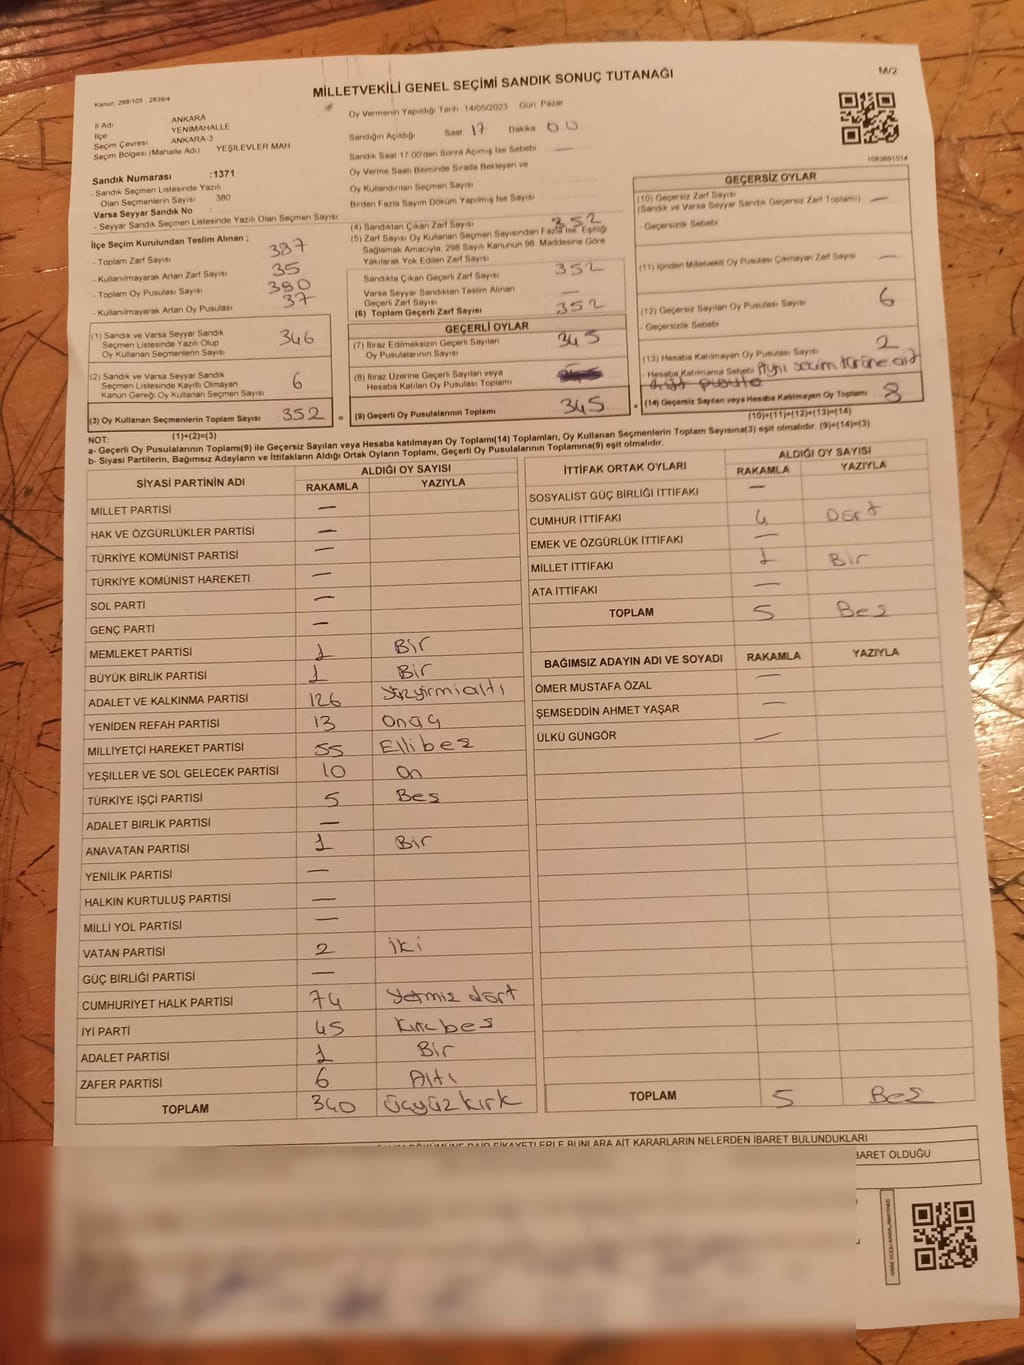 M/2
MİLLETVEKİLİ GENEL SEÇİMİ SANDIK SONUÇ TUTANAĞI
Kanun: 298/105 , 2839/4
İl Adı ANKARA
İlçe YENİMAHALLE
Seçim Çevresi ANKARA-3
Seçim Bölgesi (Mahalle Adı) YEŞİLEVLER MAH.
Sandık Numarası :1371
- Sandık Seçmen Listesinde Yazılı
Olan Seçmenlerin Sayısı 380
Varsa Seyyar Sandık No :
- Seyyar Sandık Seçmen Listesinde Yazılı Olan Seçmen Sayısı
İlçe Seçim Kurulundan Teslim Alınan ;
- Toplam Zarf Sayısı 387
- Kullanılmayarak Artan Zarf Sayısı 35
- Toplam Oy Pusulası Sayısı 380
- Kullanılmayarak Artan Oy Pusulası 37
(1) Sandık ve Varsa Seyyar Sandık
Seçmen Listesinde Yazılı Olup
Oy Kullanan Seçmenlerin Sayısı 346
(2) Sandık ve Varsa Seyyar Sandık
Seçmen Listesinde Kayıtlı Olmayan
Kanun Gereği Oy Kullanan Seçmen Sayısı 6
(3) Oy Kullanan Seçmenlerin Toplam Sayısı 352 =
(1)+(2)=(3)
Oy Vermenin Yapıldığı Tarih : 14/05/2023 Gün: Pazar
Sandığın Açıldığı Saat 17 Dakika 00
Sandık Saat 17:00'den Sonra Açılmış İse Sebebi —
Oy Verme Saati Bitiminde Sırada Bekleyen ve
Oy Kullandırılan Seçmen Sayısı
Birden Fazla Sayım Döküm Yapılmış İse Sayısı
(4) Sandıktan Çıkan Zarf Sayısı 352
(5) Zarf Sayısı Oy Kullanan Seçmen Sayısından Fazla İse, Eşitliği
Sağlamak Amacıyla, 298 Sayılı Kanunun 98. Maddesine Göre
Yakılarak Yok Edilen Zarf Sayısı
Sandıkta Çıkan Geçerli Zarf Sayısı 352
Varsa Seyyar Sandıktan Teslim Alınan
Geçerli Zarf Sayısı —
(6) Toplam Geçerli Zarf Sayısı 352
GEÇERLİ OYLAR
(7) İtiraz Edilmeksizin Geçerli Sayılan
Oy Pusulalarının Sayısı 345
(8) İtiraz Üzerine Geçerli Sayılan veya
Hesaba Katılan Oy Pusulası Toplamı
(9) Geçerli Oy Pusulalarının Toplamı 345 +
1083691514
GEÇERSİZ OYLAR
(10) Geçersiz Zarf Sayısı
(Sandık ve Varsa Seyyar Sandık Geçersiz Zarf Toplamı) —
- Geçersizlik Sebebi
(11) İçinden Milletvekili Oy Pusulası Çıkmayan Zarf Sayısı —
(12) Geçersiz Sayılan Oy Pusulası Sayısı 6
- Geçersizlik Sebebi
(13) Hesaba Katılmayan Oy Pusulası Sayısı 2
- Hesaba Katılmama Sebebi Aynı seçim türüne ait
pusula
(14) Geçersiz Sayılan veya Hesaba Katılmayan Oy Toplamı 8
(10)+(11)+(12)+(13)=(14)
NOT:
a- Geçerli Oy Pusulalarının Toplamı(9) ile Geçersiz Sayılan veya Hesaba katılmayan Oy Toplamı(14) Toplamları, Oy Kullanan Seçmenlerin Toplam Sayısına(3) eşit olmalıdır. (9)+(14)=(3)
b- Siyasi Partilerin, Bağımsız Adayların ve İttifakların Aldığı Ortak Oyların Toplamı, Geçerli Oy Pusulalarının Toplamına(9) eşit olmalıdır.
SİYASİ PARTİNİN ADI ALDIĞI OY SAYISI
RAKAMLA YAZIYLA
MİLLET PARTİSİ —
HAK VE ÖZGÜRLÜKLER PARTİSİ —
TÜRKİYE KOMÜNİST PARTİSİ —
TÜRKİYE KOMÜNİST HAREKETİ —
SOL PARTİ —
GENÇ PARTİ —
MEMLEKET PARTİSİ 1 Bir
BÜYÜK BİRLİK PARTİSİ 1 Bir
ADALET VE KALKINMA PARTİSİ 126 Yüzyirmialtı
YENİDEN REFAH PARTİSİ 13 Onüç
MİLLİYETÇİ HAREKET PARTİSİ 55 Ellibeş
YEŞİLLER VE SOL GELECEK PARTİSİ 10 On
TÜRKİYE İŞÇİ PARTİSİ 5 Beş
ADALET BİRLİK PARTİSİ —
ANAVATAN PARTİSİ 1 Bir
YENİLİK PARTİSİ —
HALKIN KURTULUŞ PARTİSİ —
MİLLİ YOL PARTİSİ —
VATAN PARTİSİ 2 İki
GÜÇ BİRLİĞİ PARTİSİ —
CUMHURİYET HALK PARTİSİ 74 Yetmiş dört
İYİ PARTİ 45 Kırkbeş
ADALET PARTİSİ 1 Bir
ZAFER PARTİSİ 6 Altı
TOPLAM 340 Üçyüzkırk
İTTİFAK ORTAK OYLARI ALDIĞI OY SAYISI
RAKAMLA YAZIYLA
SOSYALİST GÜÇ BİRLİĞİ İTTİFAKI —
CUMHUR İTTİFAKI 4 Dört
EMEK VE ÖZGÜRLÜK İTTİFAKI —
MİLLET İTTİFAKI 1 Bir
ATA İTTİFAKI —
TOPLAM 5 Beş
BAĞIMSIZ ADAYIN ADI VE SOYADI RAKAMLA YAZIYLA
ÖMER MUSTAFA ÖZAL —
ŞEMSEDDİN AHMET YAŞAR —
ÜLKÜ GÜNGÖR —
TOPLAM 5 Beş
ŞİKAYETLERLE BUNLARA AİT KARARLARIN NELERDEN İBARET BULUNDUKLARI
İBARET OLDUĞU